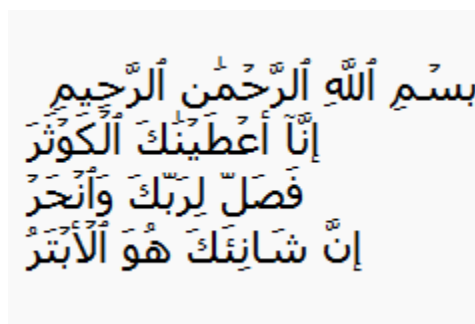 بِسْمِ ٱللَّهِ ٱلرَّحْمَٰنِ ٱلرَّحِيمِ
إِنَّآ أَعْطَيْنَٰكَ ٱلْكَوْثَرَ
فَصَلِّ لِرَبِّكَ وَٱنْحَرْ
إِنَّ شَانِئَكَ هُوَ ٱلْأَبْتَرُ